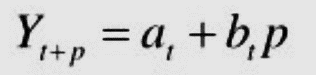 Y_{t+p} = a_t + b_t p